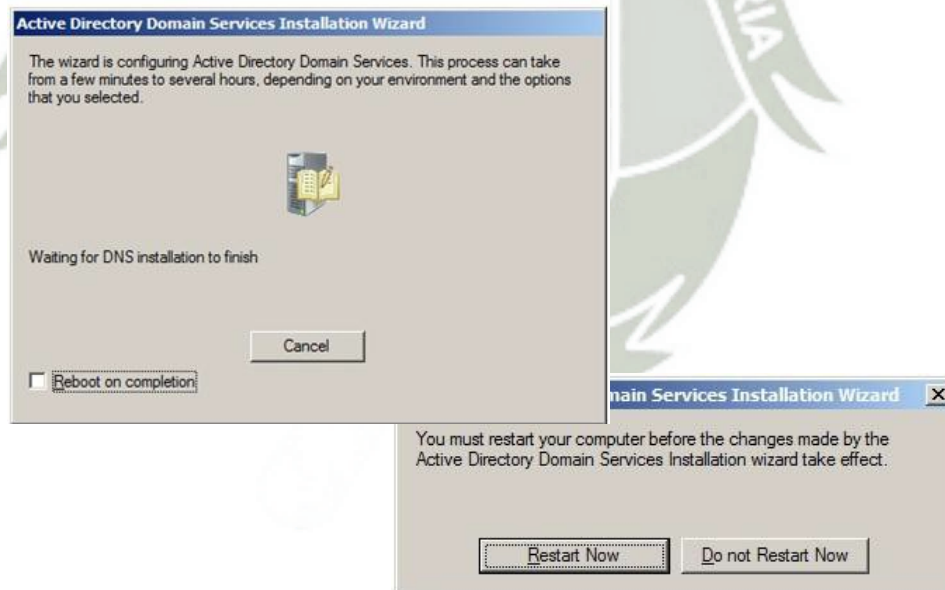 RIA
Active Directory Domain Services Installation Wizard
The wizard is configuring Active Directory Domain Services. This process can take
from a few minutes to several hours, depending on your environment and the options
that you selected.
Waiting for DNS installation to finish
Cancel
Reboot on completion
main Services Installation Wizard
You must restart your computer before the changes made by the
Active Directory Domain Services Installation wizard take effect.
Restart Now
Do not Restart Now